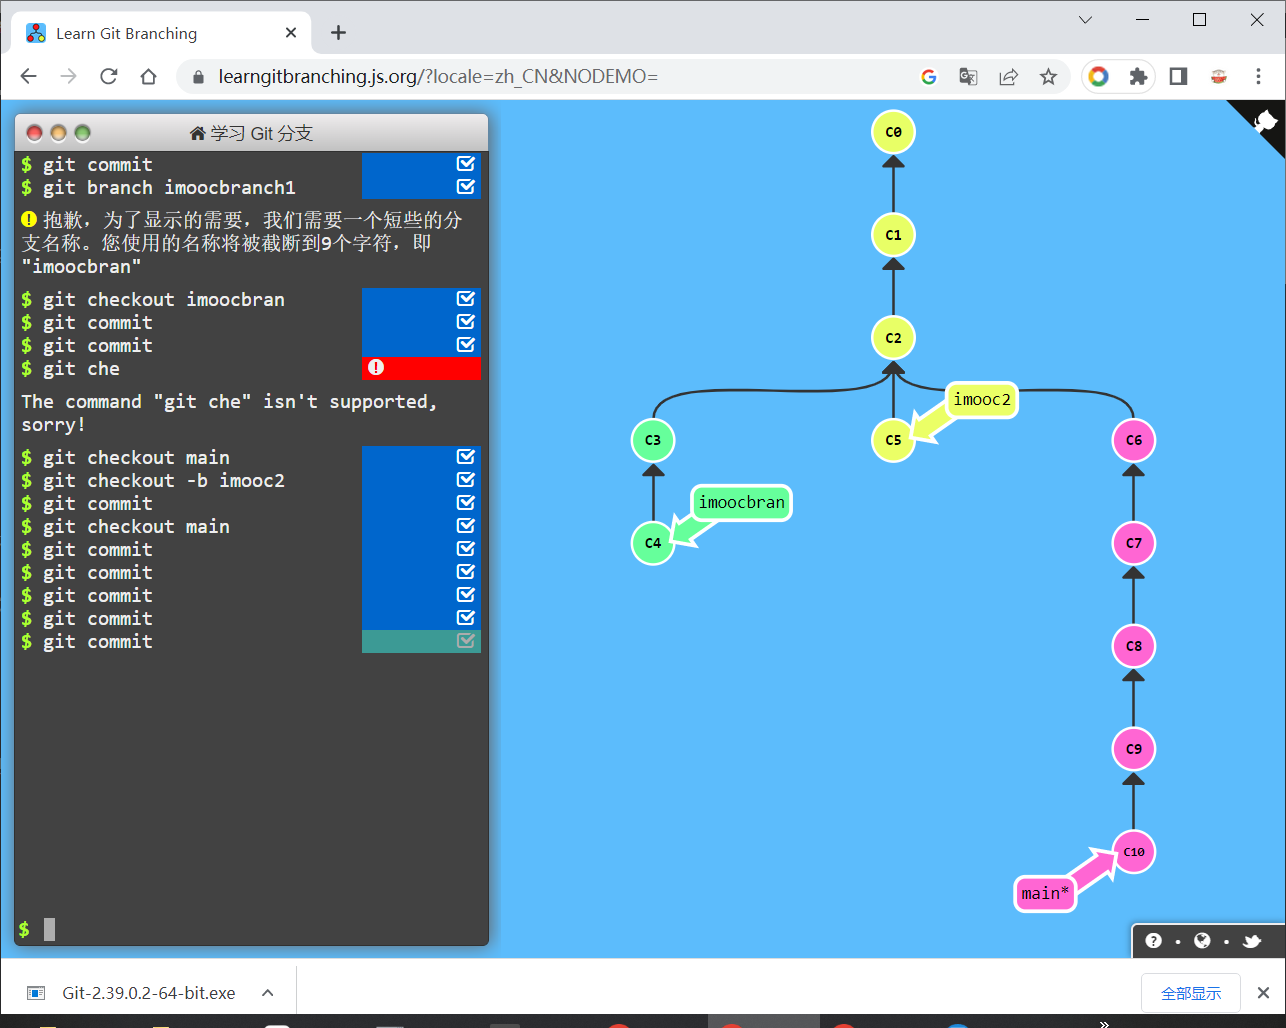 Learn Git Branching
learngitbranching.js.org/?locale=zh_CN&NODEMO=
学习 Git 分支
$ git commit
$ git branch imoocbranch1
抱歉，为了显示的需要，我们需要一个短些的分
支名称。您使用的名称将被截断到9个字符，即
"imoocbran"
$ git checkout imoocbran
$ git commit
$ git commit
$ git che
The command "git che" isn't supported,
sorry!
$ git checkout main
$ git checkout -b imooc2
$ git commit
$ git checkout main
$ git commit
$ git commit
$ git commit
$ git commit
$ git commit
$
C0
C1
C2
imooc2
C3
C5
C6
imoocbran
C4
C7
C8
C9
C10
main*
Git-2.39.0.2-64-bit.exe
全部显示